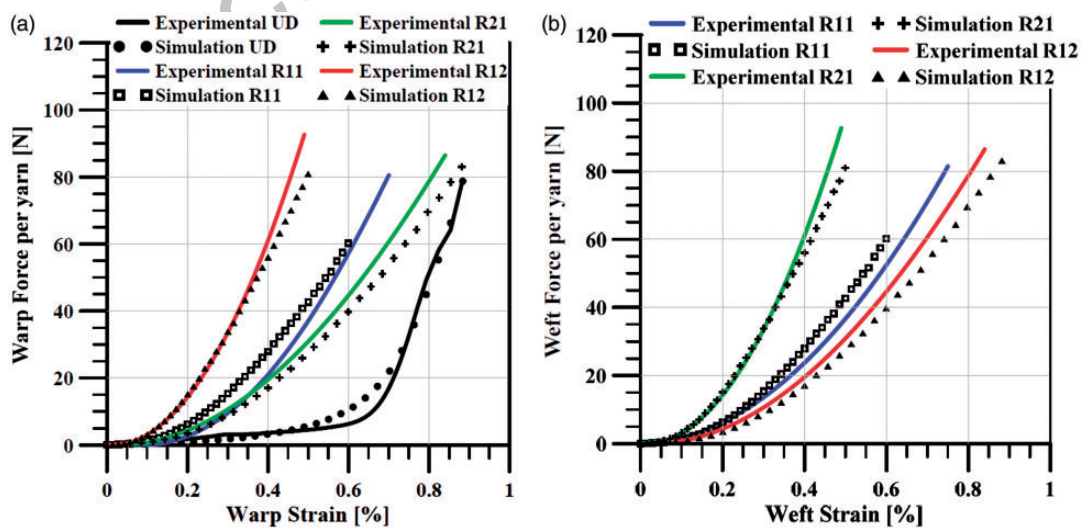 (a)
Experimental UD
Experimental R21
Simulation UD
Simulation R21
Experimental R11
Experimental R12
Simulation R11
Simulation R12
Warp Force per yarn [N]
120
100
80
60
40
20
0
0 0.2 0.4 0.6 0.8 1
Warp Strain [%]
(b)
Experimental R11
Simulation R21
Simulation R11
Experimental R12
Experimental R21
Simulation R12
Weft Force per yarn [N]
120
100
80
60
40
20
0
0 0.2 0.4 0.6 0.8 1
Weft Strain [%]